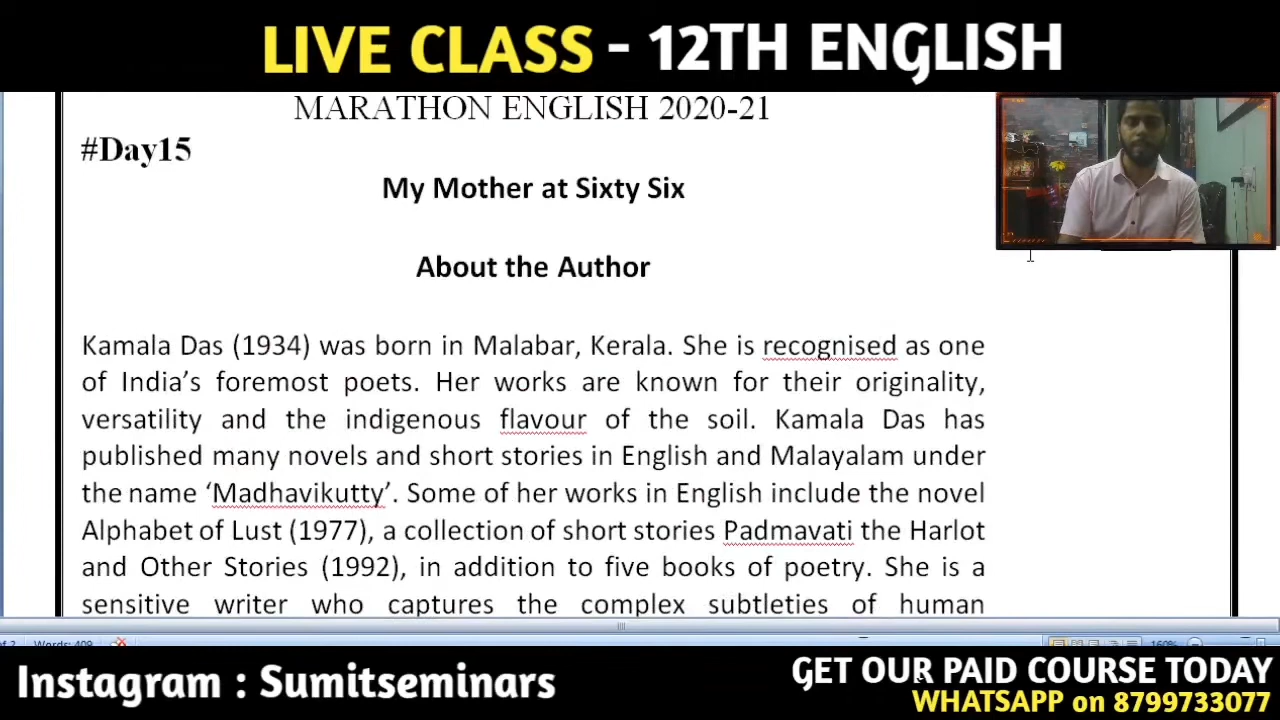 LIVE CLASS - 12TH ENGLISH
MARATHON ENGLISH 2020-21
#Day15
My Mother at Sixty Six
About the Author
Kamala Das (1934) was born in Malabar, Kerala. She is recognised as one
of India’s foremost poets. Her works are known for their originality,
versatility and the indigenous flavour of the soil. Kamala Das has
published many novels and short stories in English and Malayalam under
the name ‘Madhavikutty’. Some of her works in English include the novel
Alphabet of Lust (1977), a collection of short stories Padmavati the Harlot
and Other Stories (1992), in addition to five books of poetry. She is a
sensitive writer who captures the complex subtleties of human
of 2 Words: 409 160%
Instagram : Sumitseminars
GET OUR PAID COURSE TODAY
WHATSAPP on 8799733077